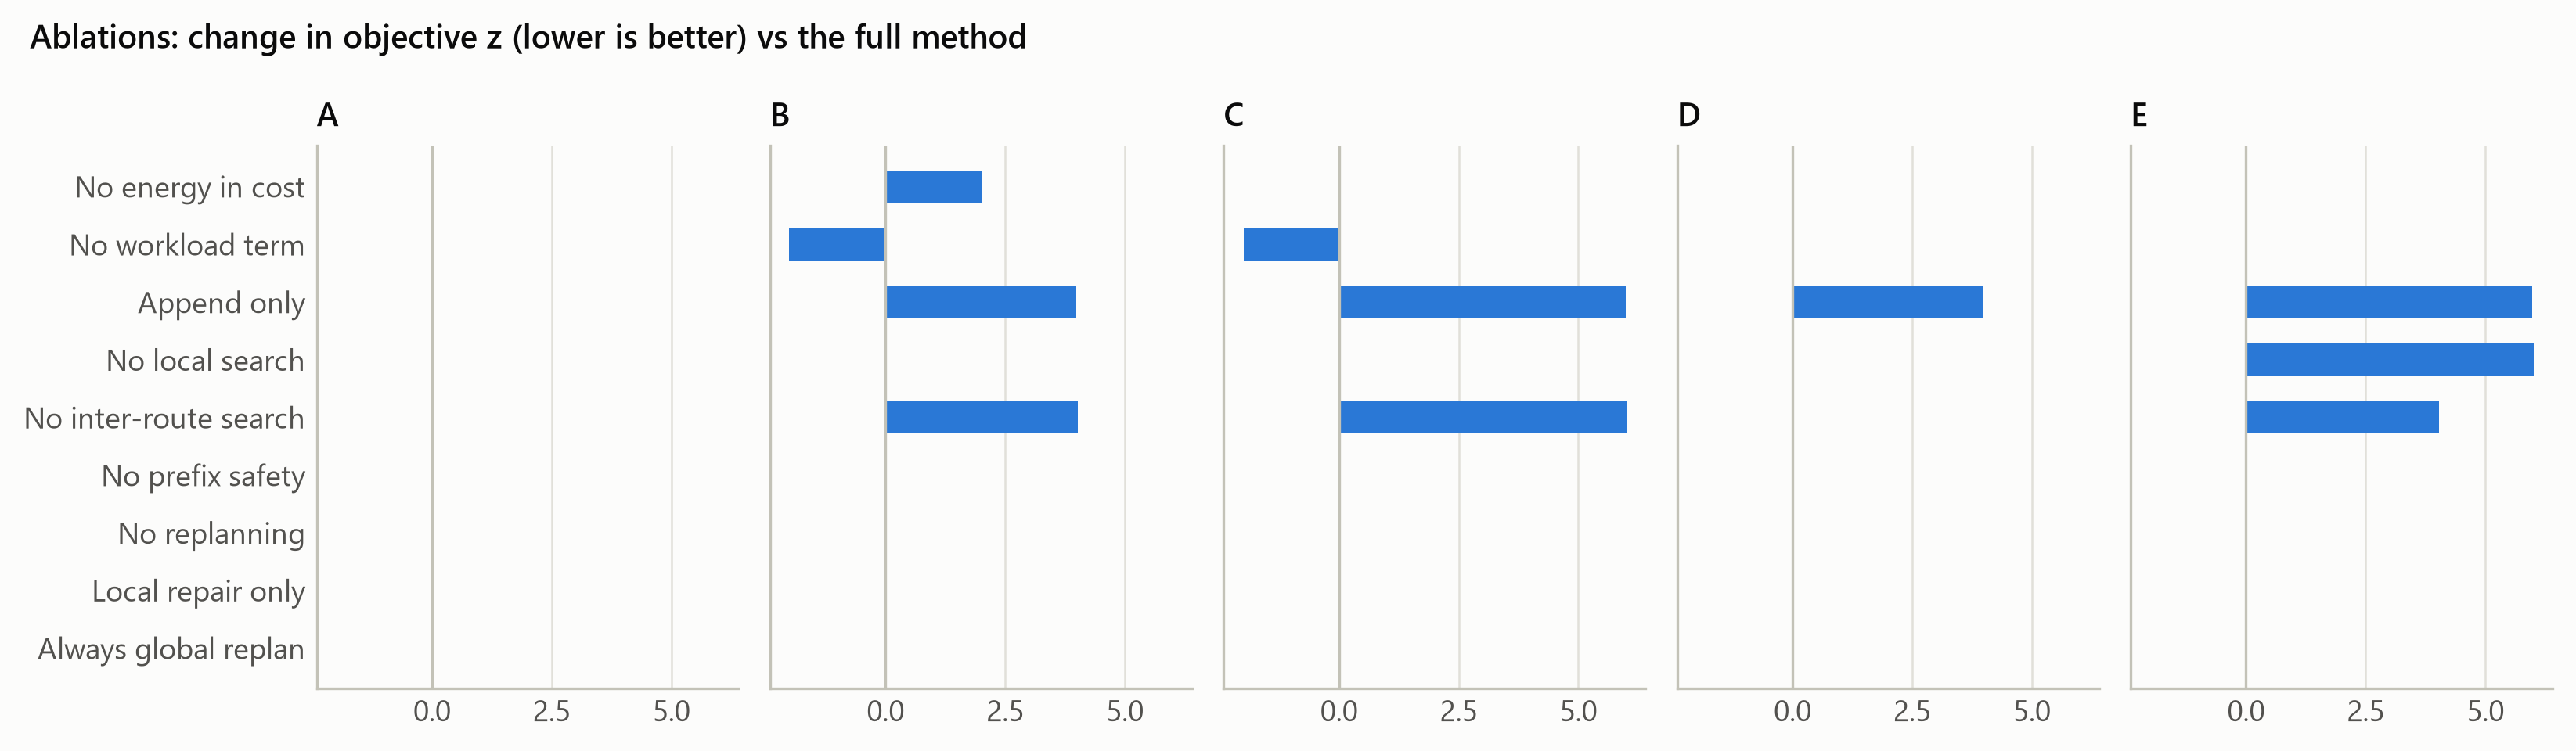 Ablations: change in objective z (lower is better) vs the full method
A B C D E
No energy in cost
No workload term
Append only
No local search
No inter-route search
No prefix safety
No replanning
Local repair only
Always global replan
0.0 2.5 5.0 0.0 2.5 5.0 0.0 2.5 5.0 0.0 2.5 5.0 0.0 2.5 5.0